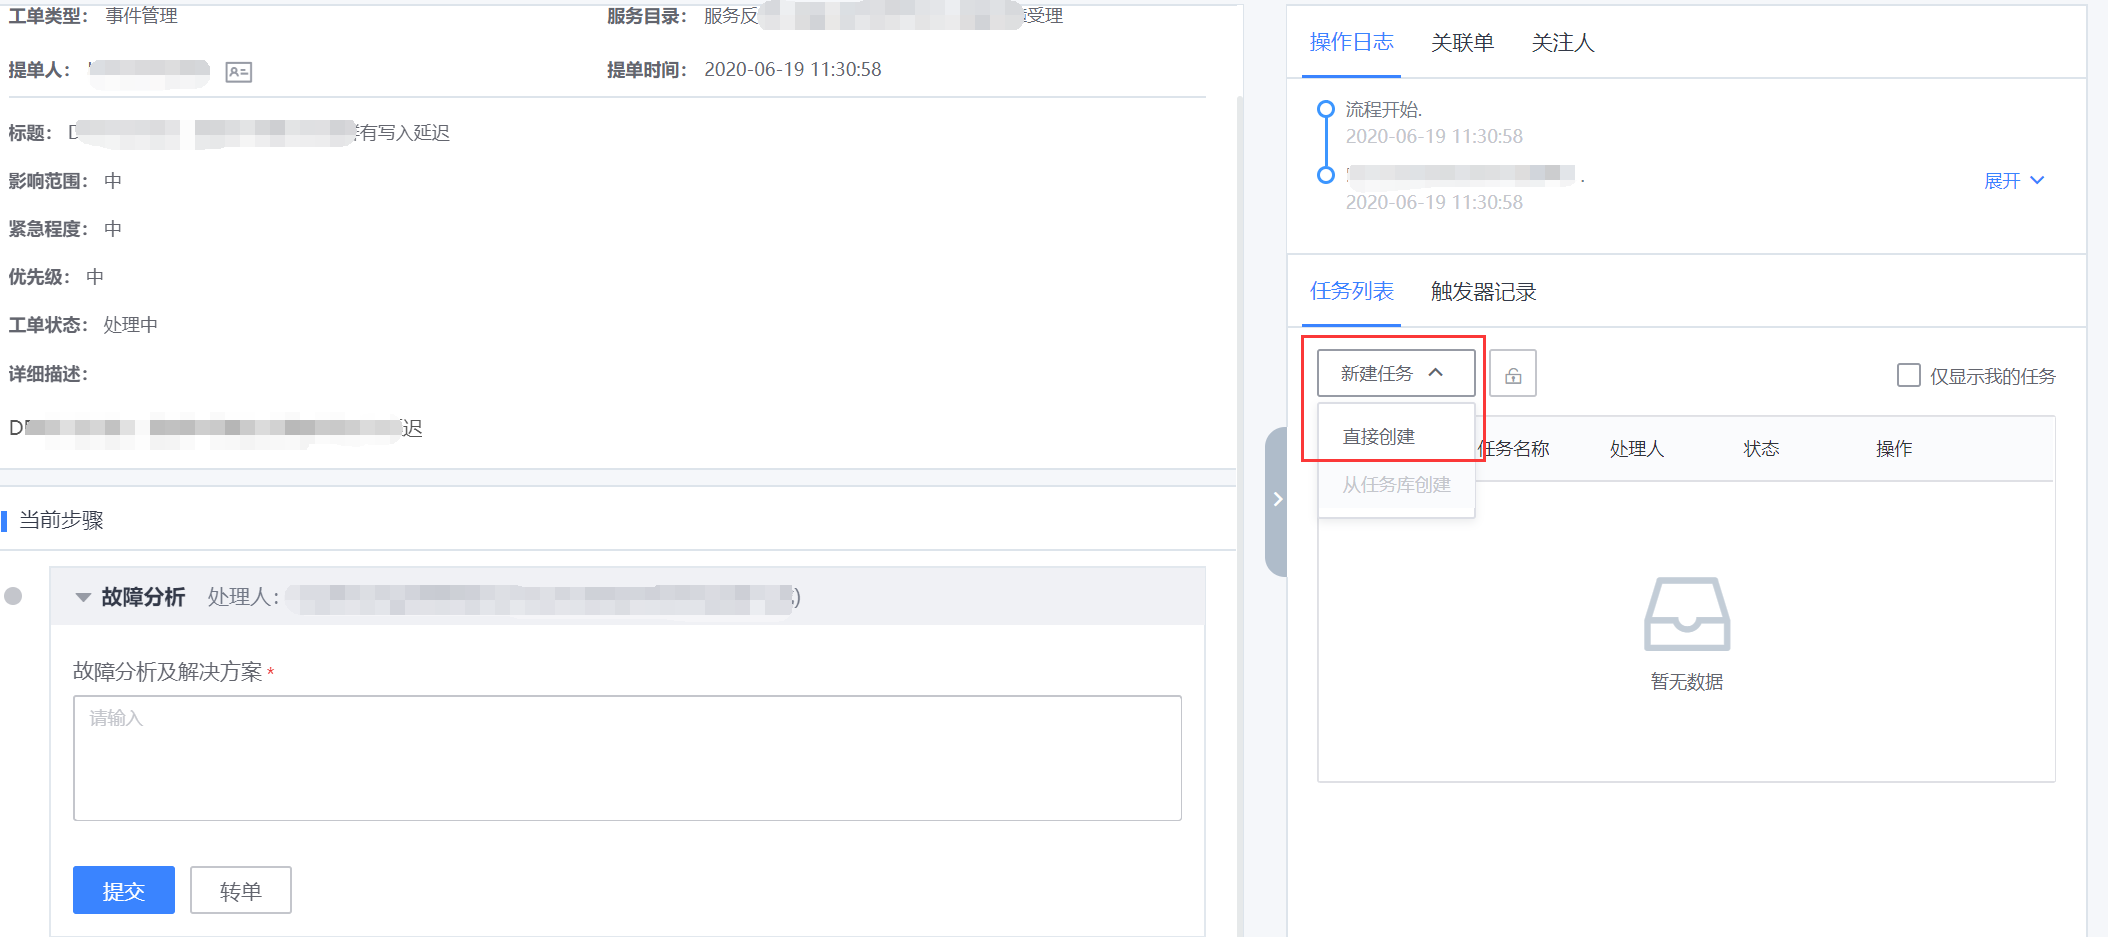 工单类型： 事件管理
服务目录： 服务反 受理
提单人：
提单时间： 2020-06-19 11:30:58
标题： 有写入延迟
影响范围： 中
紧急程度： 中
优先级： 中
工单状态： 处理中
详细描述：
D 迟
当前步骤
故障分析 处理人： )
故障分析及解决方案 *
请输入
提交 转单
操作日志 关联单 关注人
流程开始.
2020-06-19 11:30:58
.
展开
2020-06-19 11:30:58
任务列表 触发器记录
新建任务
仅显示我的任务
直接创建
从任务库创建
任务名称 处理人 状态 操作
暂无数据